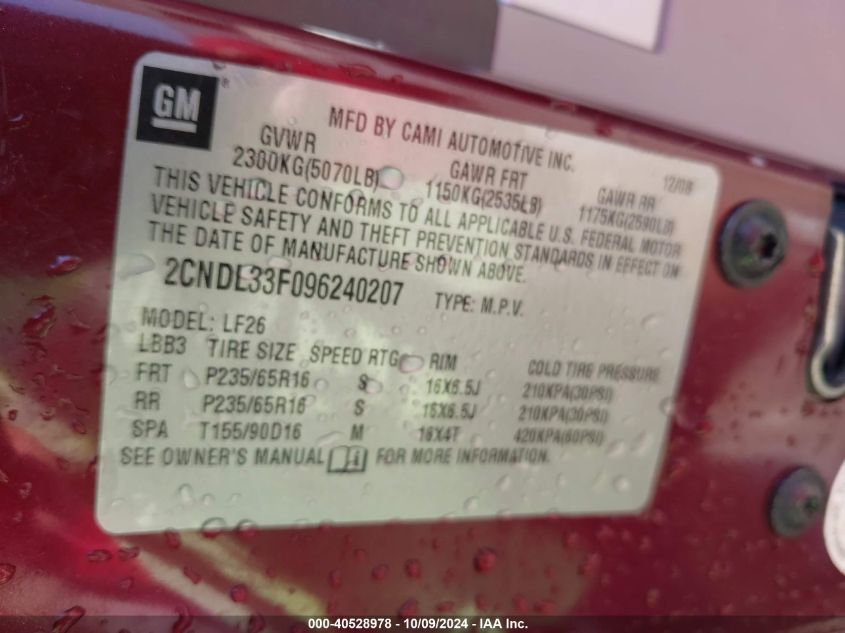 GM
MFD BY CAMI AUTOMOTIVE INC.
12/08
GVWR GAWR FRT GAWR RR
2300KG(5070LB) 1150KG(2535LB) 1175KG(2590LB)
THIS VEHICLE CONFORMS TO ALL APPLICABLE U.S. FEDERAL MOTOR
VEHICLE SAFETY AND THEFT PREVENTION STANDARDS IN EFFECT ON
THE DATE OF MANUFACTURE SHOWN ABOVE.
2CNDL33F096240207 TYPE: M.P.V.
MODEL: LF26
LBB3 TIRE SIZE SPEED RTG RIM COLD TIRE PRESSURE
FRT P235/65R16 S 16X6.5J 210KPA(30PSI)
RR P235/65R16 S 16X6.5J 210KPA(30PSI)
SPA T155/90D16 M 16X4T 420KPA(60PSI)
SEE OWNER'S MANUAL FOR MORE INFORMATION.
000-40528978 - 10/09/2024 - IAA Inc.